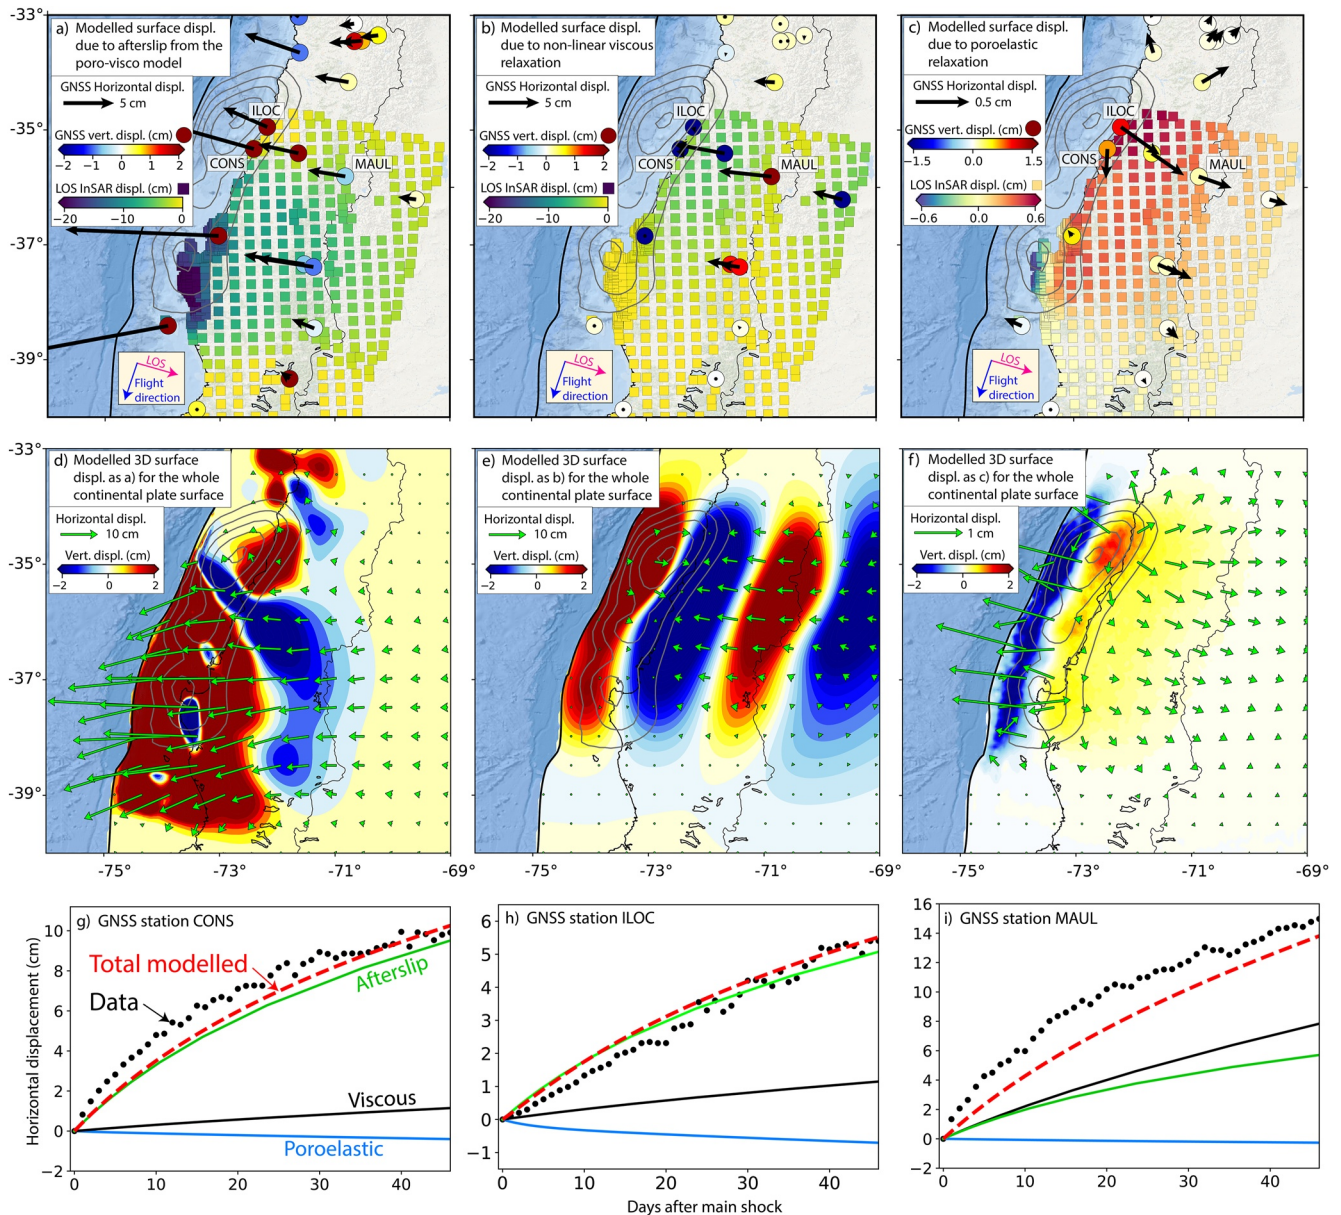 -33°
-35°
-37°
-39°
a) Modelled surface displ.
due to afterslip from the
poro-visco model
GNSS Horizontal displ.
5 cm
GNSS vert. displ. (cm)
−2 −1 0 1 2
LOS InSAR displ. (cm)
−20 −10 0
ILOC
CONS
MAUL
LOS
Flight
direction
b) Modelled surface displ.
due to non-linear viscous
relaxation
GNSS Horizontal displ.
5 cm
GNSS vert. displ. (cm)
−2 −1 0 1 2
LOS InSAR displ. (cm)
−20 −10 0
ILOC
CONS
MAUL
LOS
Flight
direction
c) Modelled surface displ.
due to poroelastic
relaxation
GNSS Horizontal displ.
0.5 cm
GNSS vert. displ. (cm)
−1.5 0.0 1.5
LOS InSAR displ. (cm)
−0.6 0.0 0.6
ILOC
CONS
MAUL
LOS
Flight
direction
-33°
-35°
-37°
-39°
d) Modelled 3D surface
displ. as a) for the whole
continental plate surface
Horizontal displ.
10 cm
Vert. displ. (cm)
−2 0 2
-75° -73° -71° -69°
e) Modelled 3D surface
displ. as b) for the whole
continental plate surface
Horizontal displ.
10 cm
Vert. displ. (cm)
−2 0 2
-75° -73° -71° -69°
f) Modelled 3D surface
displ. as c) for the whole
continental plate surface
Horizontal displ.
1 cm
Vert. displ. (cm)
−2 0 2
-75° -73° -71° -69°
Horizontal displacement (cm)
g) GNSS station CONS
10
8
6
4
2
0
−2
Total modelled
Data
Afterslip
Viscous
Poroelastic
0 10 20 30 40
h) GNSS station ILOC
6
5
4
3
2
1
0
−1
0 10 20 30 40
i) GNSS station MAUL
16
14
12
10
8
6
4
2
0
−2
0 10 20 30 40
Days after main shock